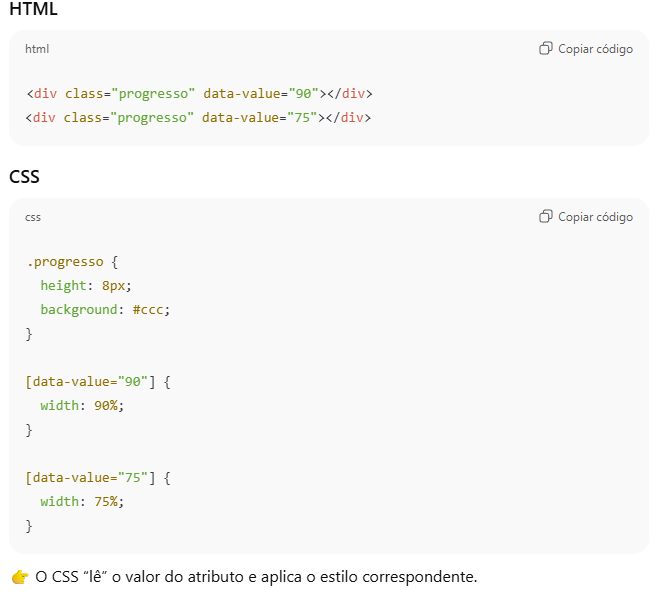 HTML
html
Copiar código
<div class="progresso" data-value="90"></div>
<div class="progresso" data-value="75"></div>
CSS
css
Copiar código
.progresso {
  height: 8px;
  background: #ccc;
}
[data-value="90"] {
  width: 90%;
}
[data-value="75"] {
  width: 75%;
}
👉 O CSS “lê” o valor do atributo e aplica o estilo correspondente.